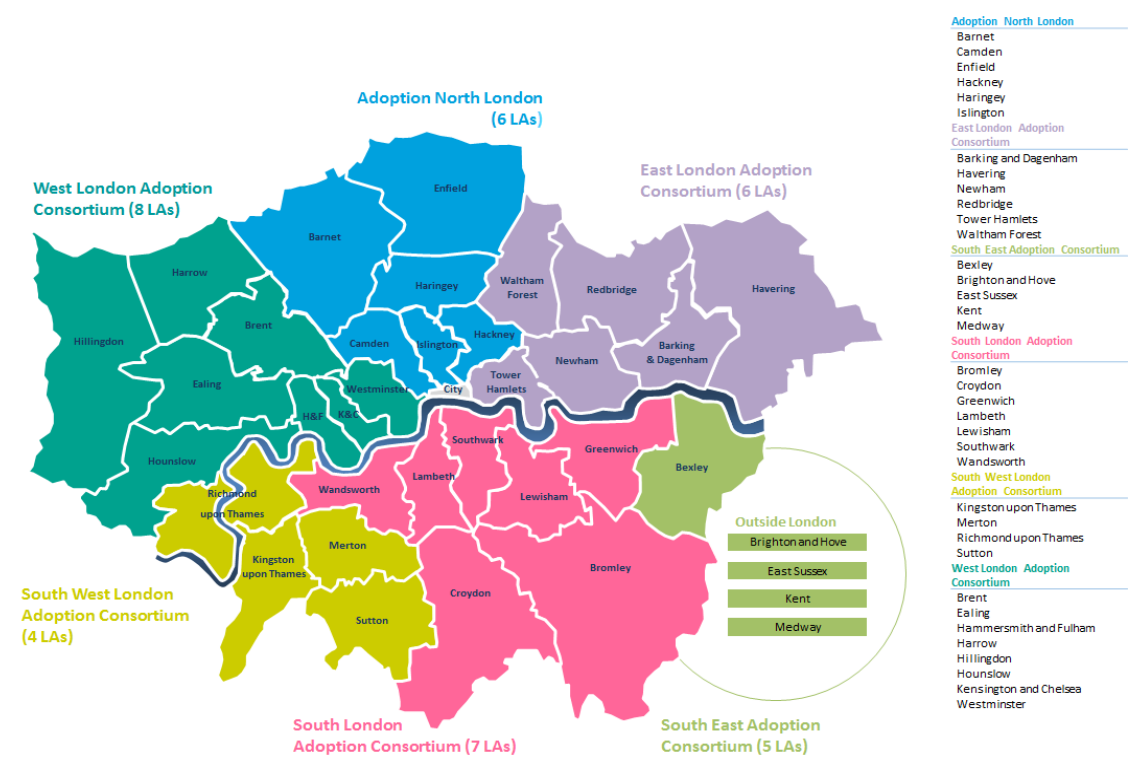 Adoption North London
(6 LAs)
East London Adoption
Consortium (6 LAs)
West London Adoption
Consortium (8 LAs)
Enfield
Barnet
Harrow
Haringey
Waltham
Forest
Redbridge
Havering
Brent
Hillingdon
Camden
Islington
Hackney
Barking
& Dagenham
Newham
Ealing
Westminster
City
Tower
Hamlets
H&F
K&C
Southwark
Greenwich
Hounslow
Bexley
Lambeth
Wandsworth
Richmond
upon Thames
Lewisham
Merton
Kingston
upon Thames
Bromley
Croydon
Sutton
Outside London
Brighton and Hove
East Sussex
Kent
Medway
South West London
Adoption Consortium
(4 LAs)
South London
Adoption Consortium (7 LAs)
South East Adoption
Consortium (5 LAs)
Adoption North London
Barnet
Camden
Enfield
Hackney
Haringey
Islington
East London Adoption
Consortium
Barking and Dagenham
Havering
Newham
Redbridge
Tower Hamlets
Waltham Forest
South East Adoption Consortium
Bexley
Brighton and Hove
East Sussex
Kent
Medway
South London Adoption
Consortium
Bromley
Croydon
Greenwich
Lambeth
Lewisham
Southwark
Wandsworth
South West London
Adoption Consortium
Kingston upon Thames
Merton
Richmond upon Thames
Sutton
West London Adoption
Consortium
Brent
Ealing
Hammersmith and Fulham
Harrow
Hillingdon
Hounslow
Kensington and Chelsea
Westminster